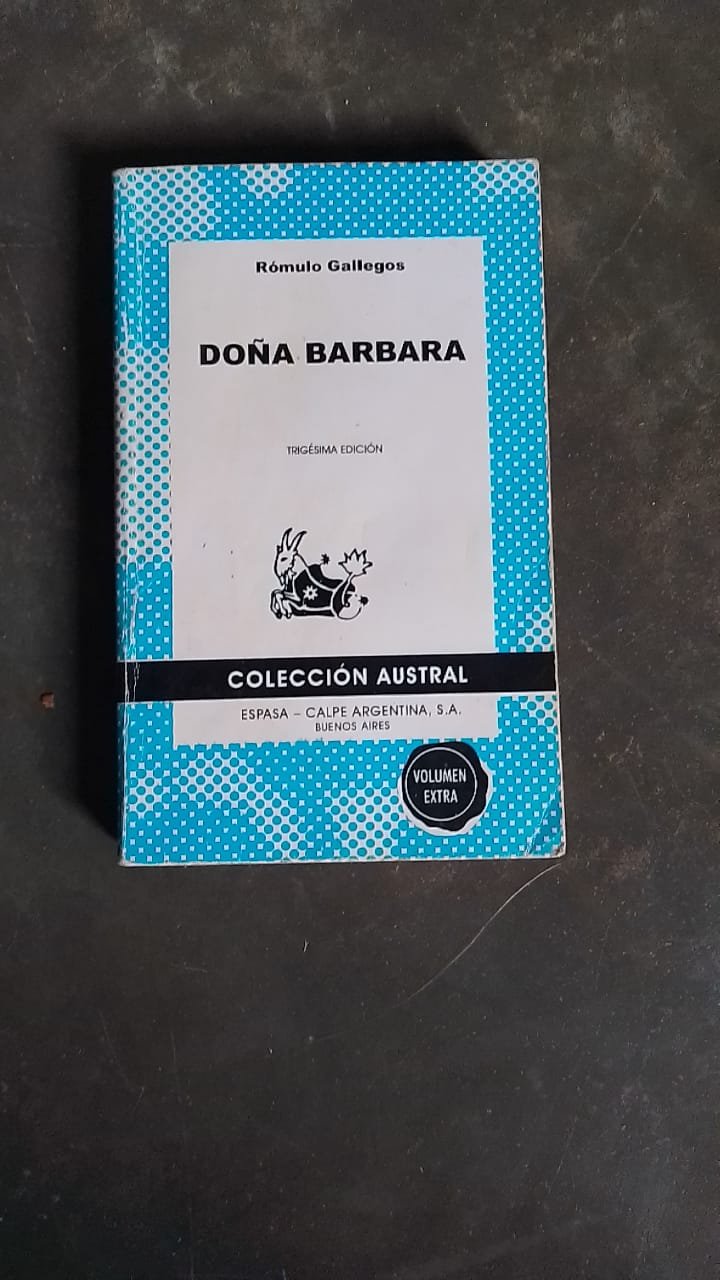 Rómulo Gallegos
DOÑA BARBARA
TRIGÉSIMA EDICIÓN
COLECCIÓN AUSTRAL
ESPASA – CALPE ARGENTINA, S.A.
BUENOS AIRES
VOLUMEN
EXTRA